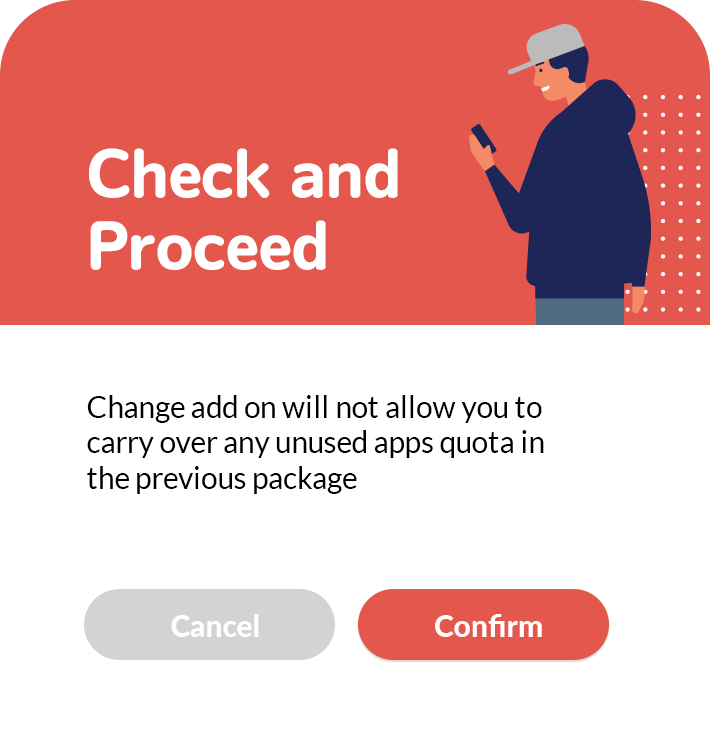 Check and
Proceed
Change add on will not allow you to
carry over any unused apps quota in
the previous package
Cancel
Confirm